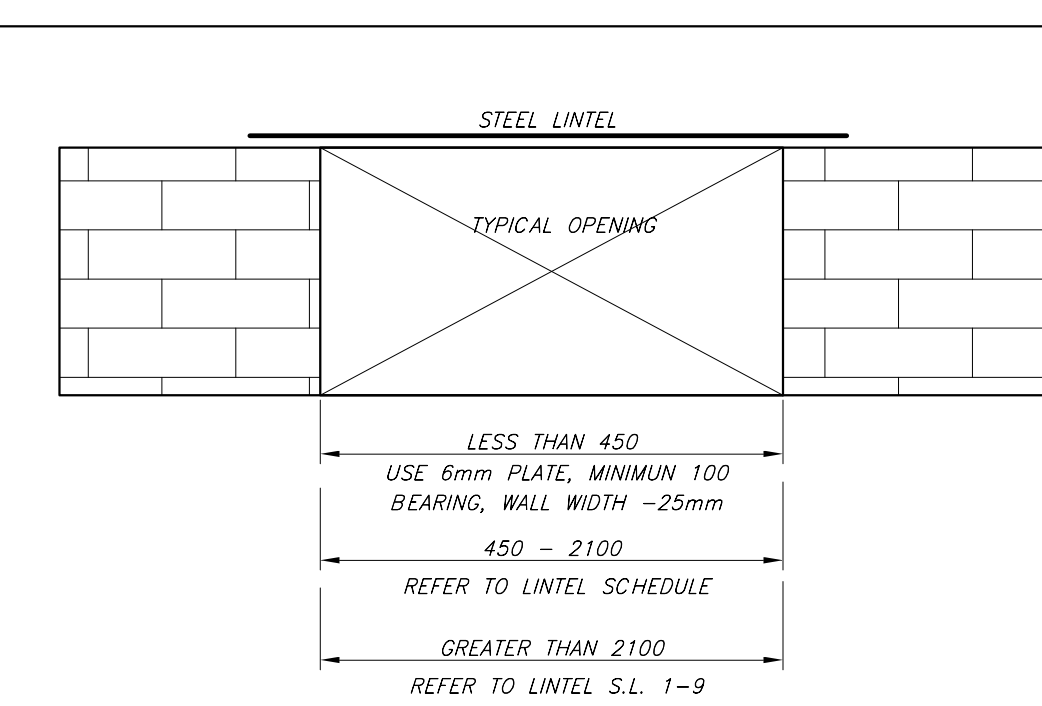 STEEL LINTEL
TYPICAL OPENING
LESS THAN 450
USE 6mm PLATE, MINIMUN 100
BEARING, WALL WIDTH -25mm
450 - 2100
REFER TO LINTEL SCHEDULE
GREATER THAN 2100
REFER TO LINTEL S.L. 1-9